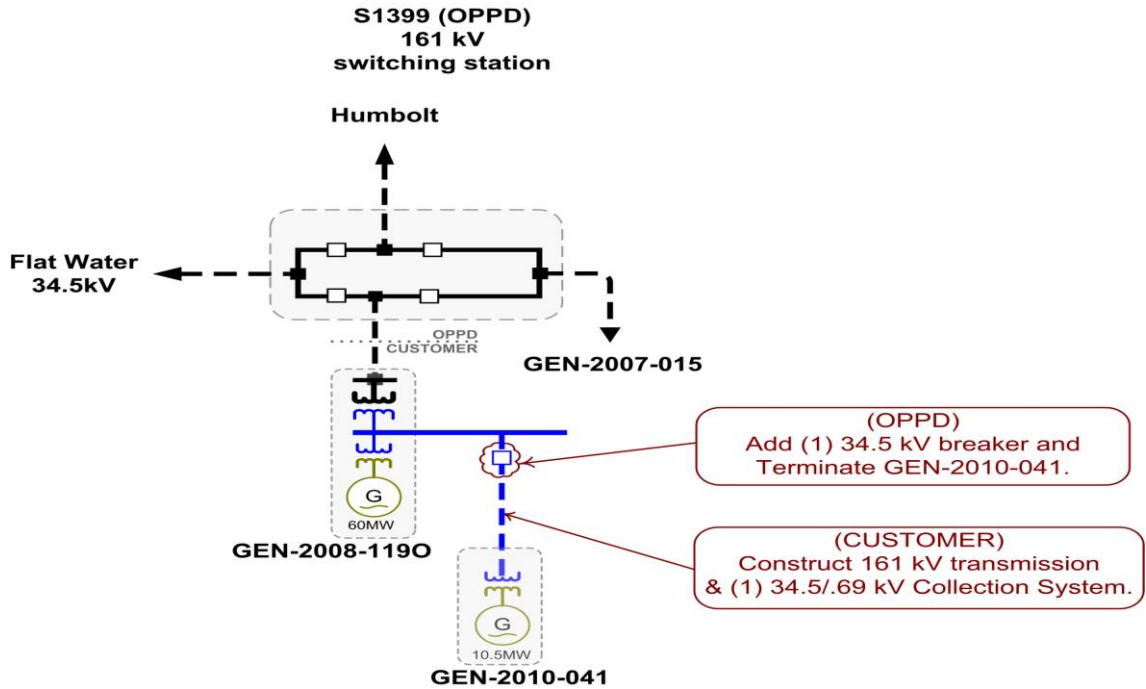 S1399 (OPPD)
161 kV
switching station
Humbolt
Flat Water
34.5kV
OPPD
CUSTOMER
GEN-2007-015
(OPPD)
Add (1) 34.5 kV breaker and
Terminate GEN-2010-041.
G
60MW
GEN-2008-119O
(CUSTOMER)
Construct 161 kV transmission
& (1) 34.5/.69 kV Collection System.
G
10.5MW
GEN-2010-041